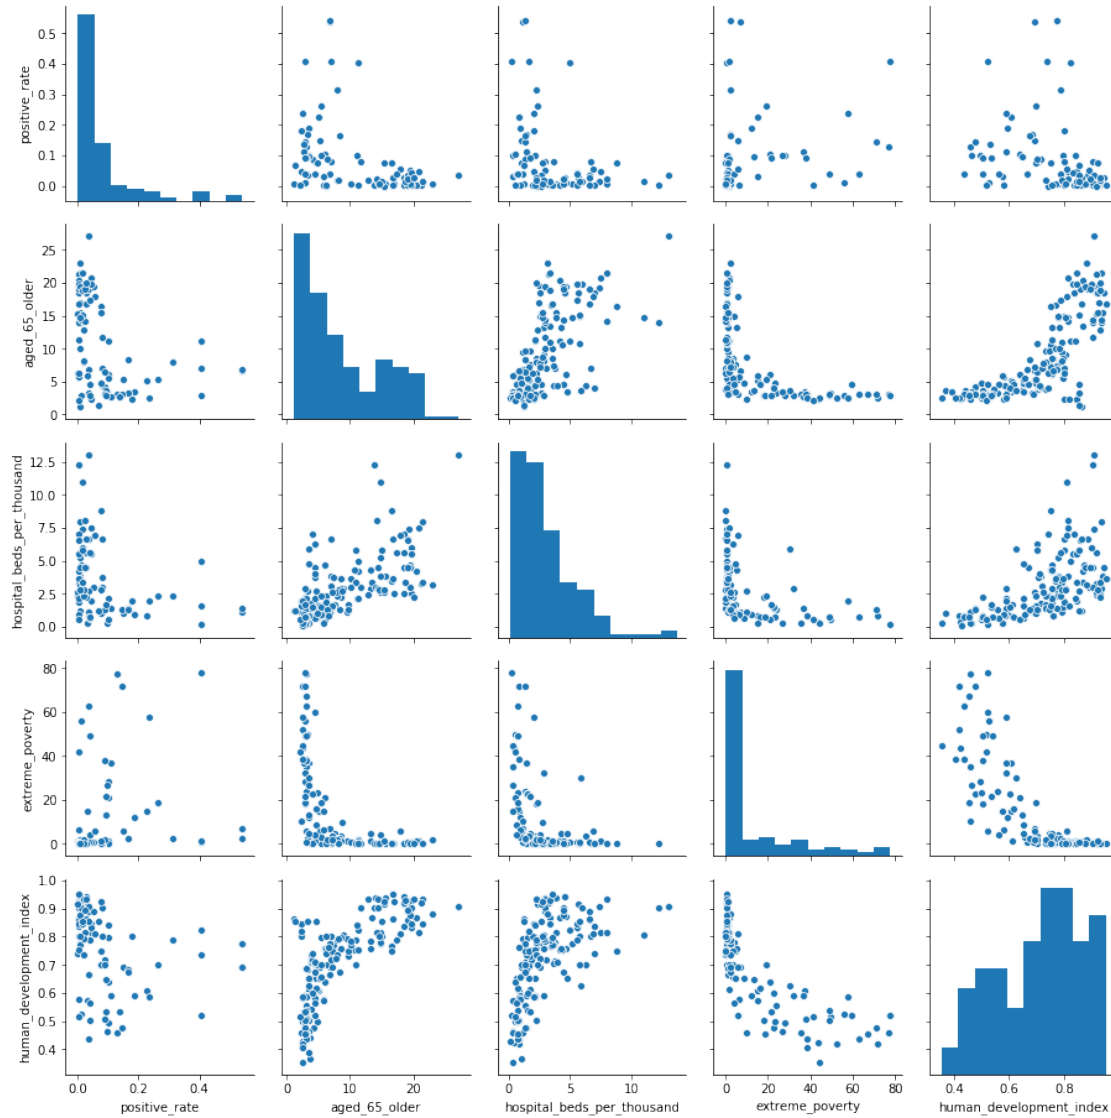 0.5
0.4
0.3
0.2
0.1
0.0
positive_rate
25
20
15
10
5
0
aged_65_older
12.5
10.0
7.5
5.0
2.5
0.0
hospital_beds_per_thousand
80
60
40
20
0
extreme_poverty
1.0
0.9
0.8
0.7
0.6
0.5
0.4
human_development_index
0.0 0.2 0.4
0 10 20
0 5 10
0 20 40 60 80
0.4 0.6 0.8
positive_rate
aged_65_older
hospital_beds_per_thousand
extreme_poverty
human_development_index